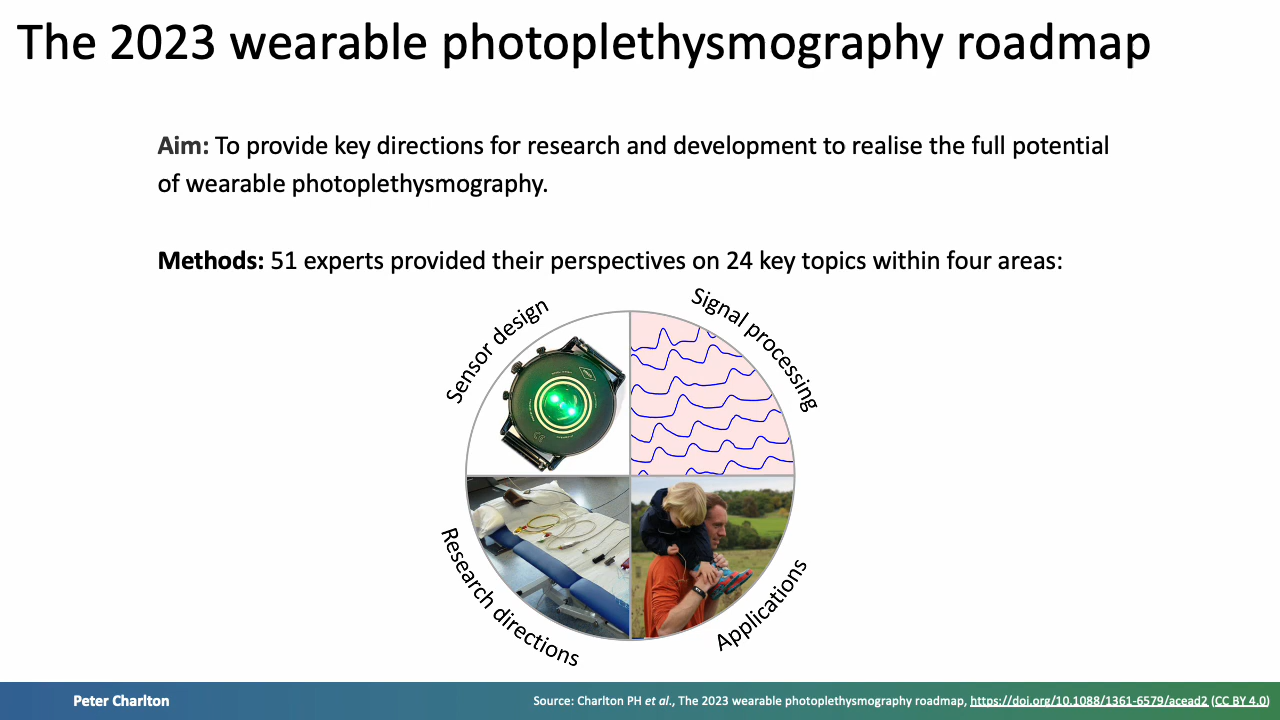 The 2023 wearable photoplethysmography roadmap
Aim: To provide key directions for research and development to realise the full potential
of wearable photoplethysmography.
Methods: 51 experts provided their perspectives on 24 key topics within four areas:
Sensor design
Signal processing
Research directions
Applications
Peter Charlton
Source: Charlton PH et al., The 2023 wearable photoplethysmography roadmap, https://doi.org/10.1088/1361-6579/acead2 (CC BY 4.0)